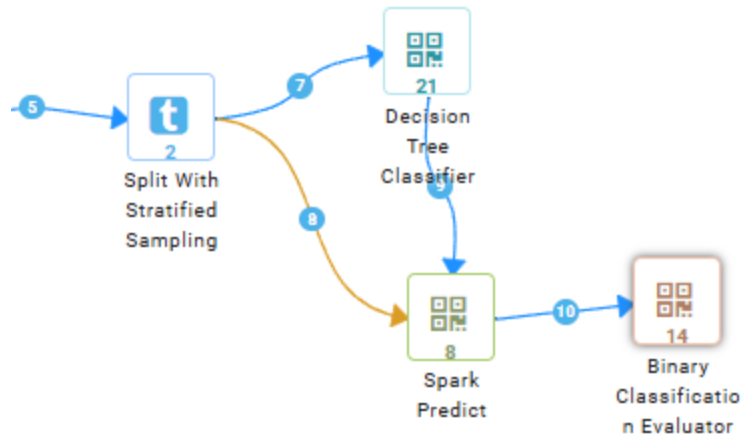 5
t
2
Split With
Stratified
Sampling
7
21
Decision
Tree
Classifier
8
9
8
Spark
Predict
10
14
Binary
Classificatio
n Evaluator